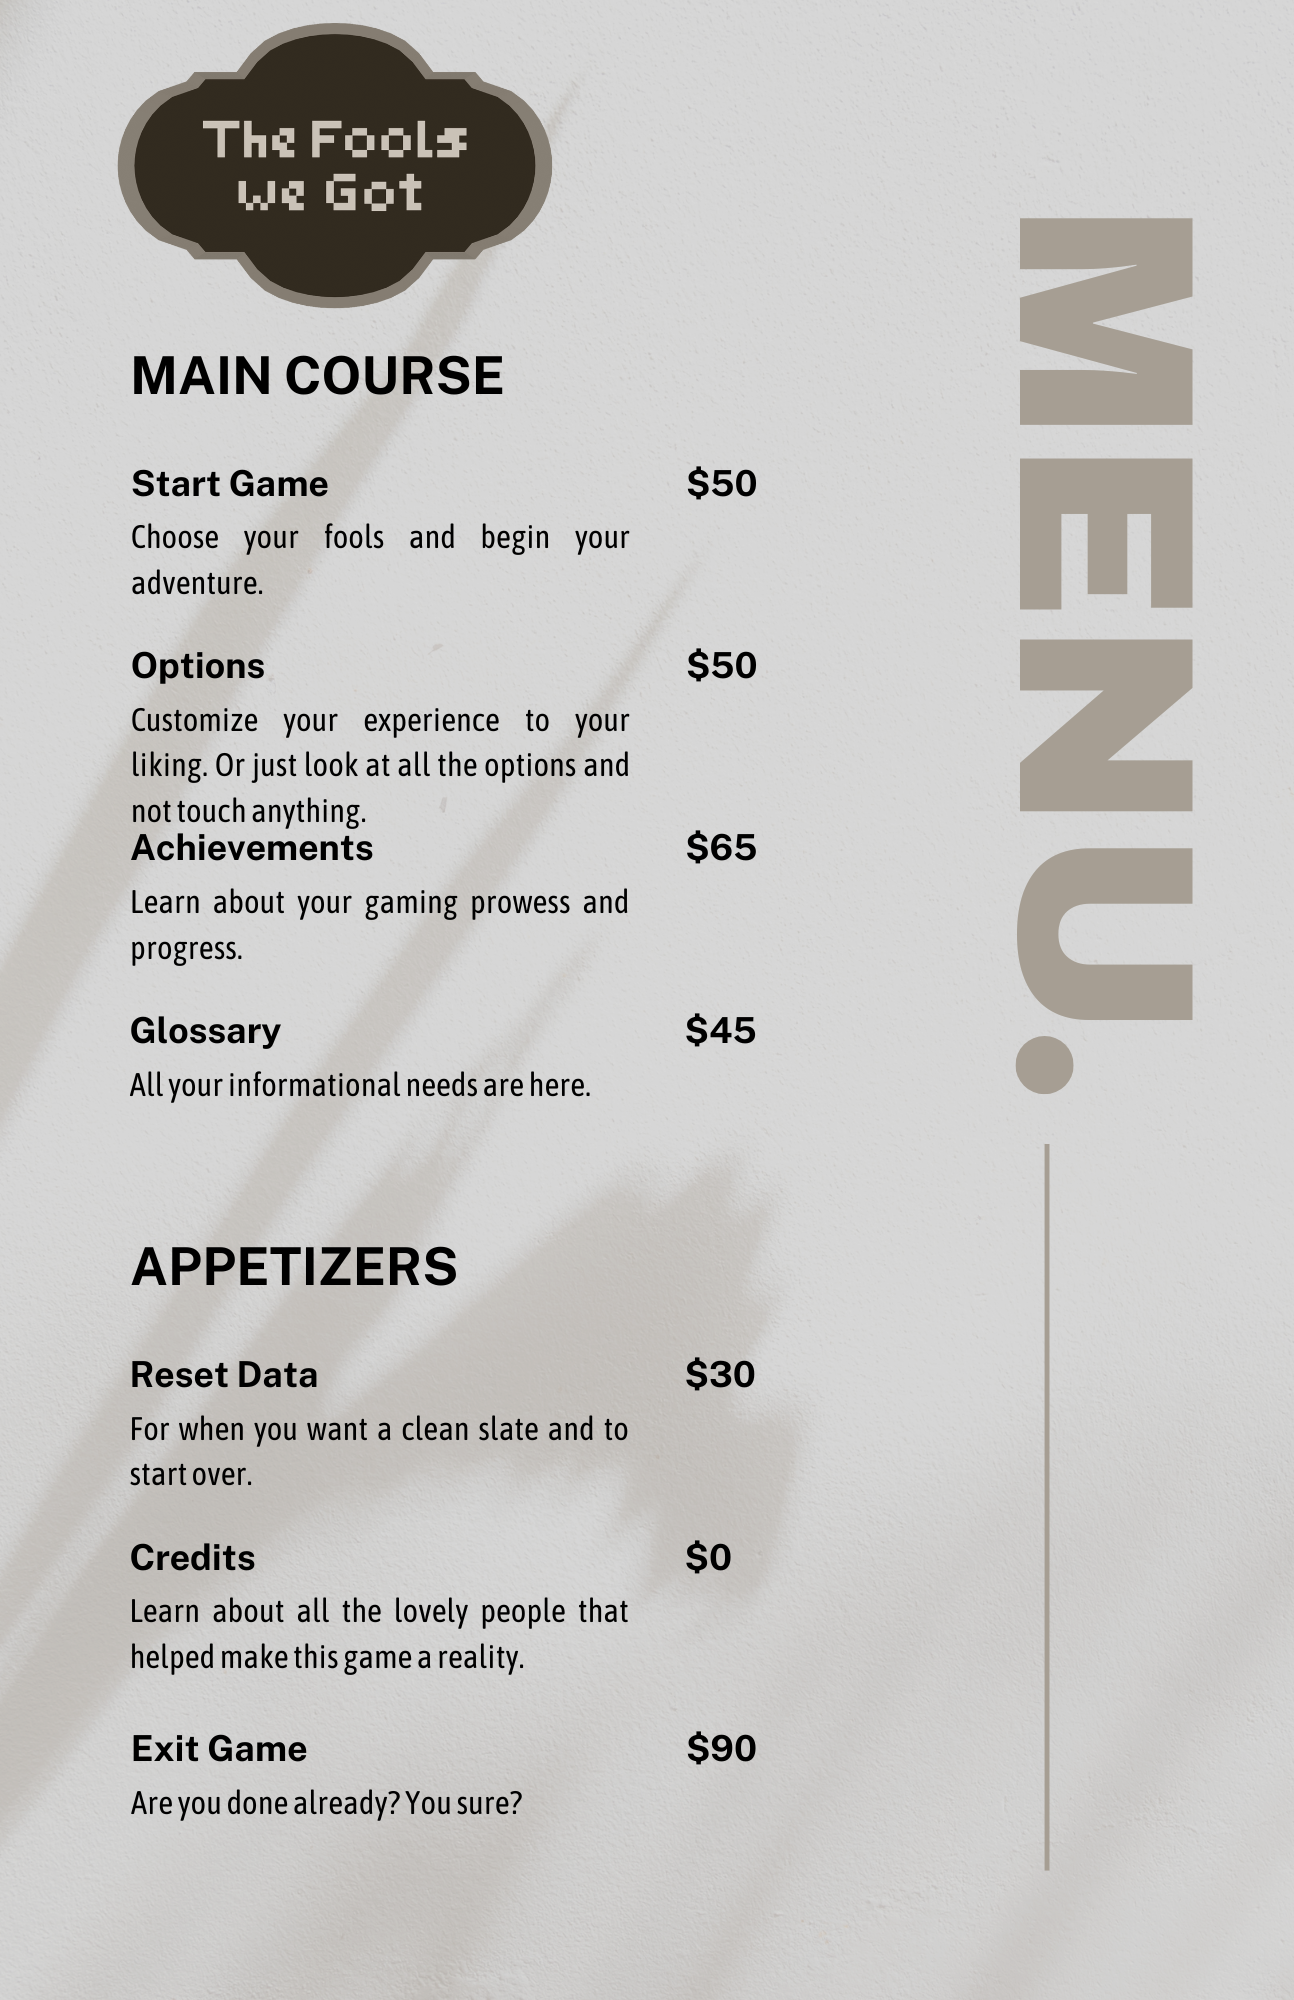 The Fools
we Got
MENU.
MAIN COURSE
Start Game $50
Choose your fools and begin your
adventure.
Options $50
Customize your experience to your
liking. Or just look at all the options and
not touch anything.
Achievements $65
Learn about your gaming prowess and
progress.
Glossary $45
All your informational needs are here.
APPETIZERS
Reset Data $30
For when you want a clean slate and to
start over.
Credits $0
Learn about all the lovely people that
helped make this game a reality.
Exit Game $90
Are you done already? You sure?